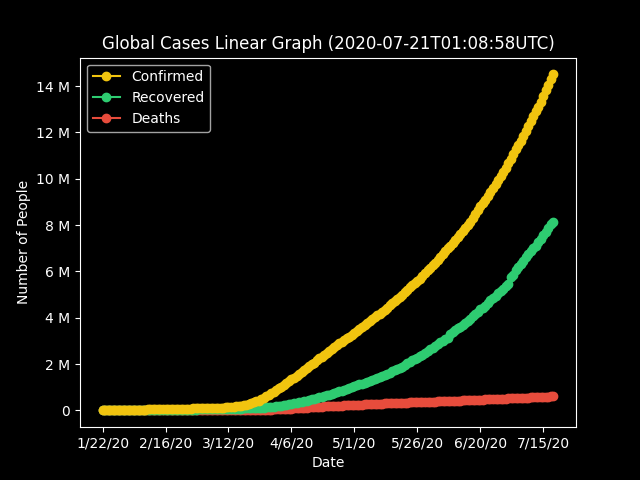 Global Cases Linear Graph (2020-07-21T01:08:58UTC)
Confirmed
Recovered
Deaths
Number of People
14 M
12 M
10 M
8 M
6 M
4 M
2 M
0
1/22/20 2/16/20 3/12/20 4/6/20 5/1/20 5/26/20 6/20/20 7/15/20
Date